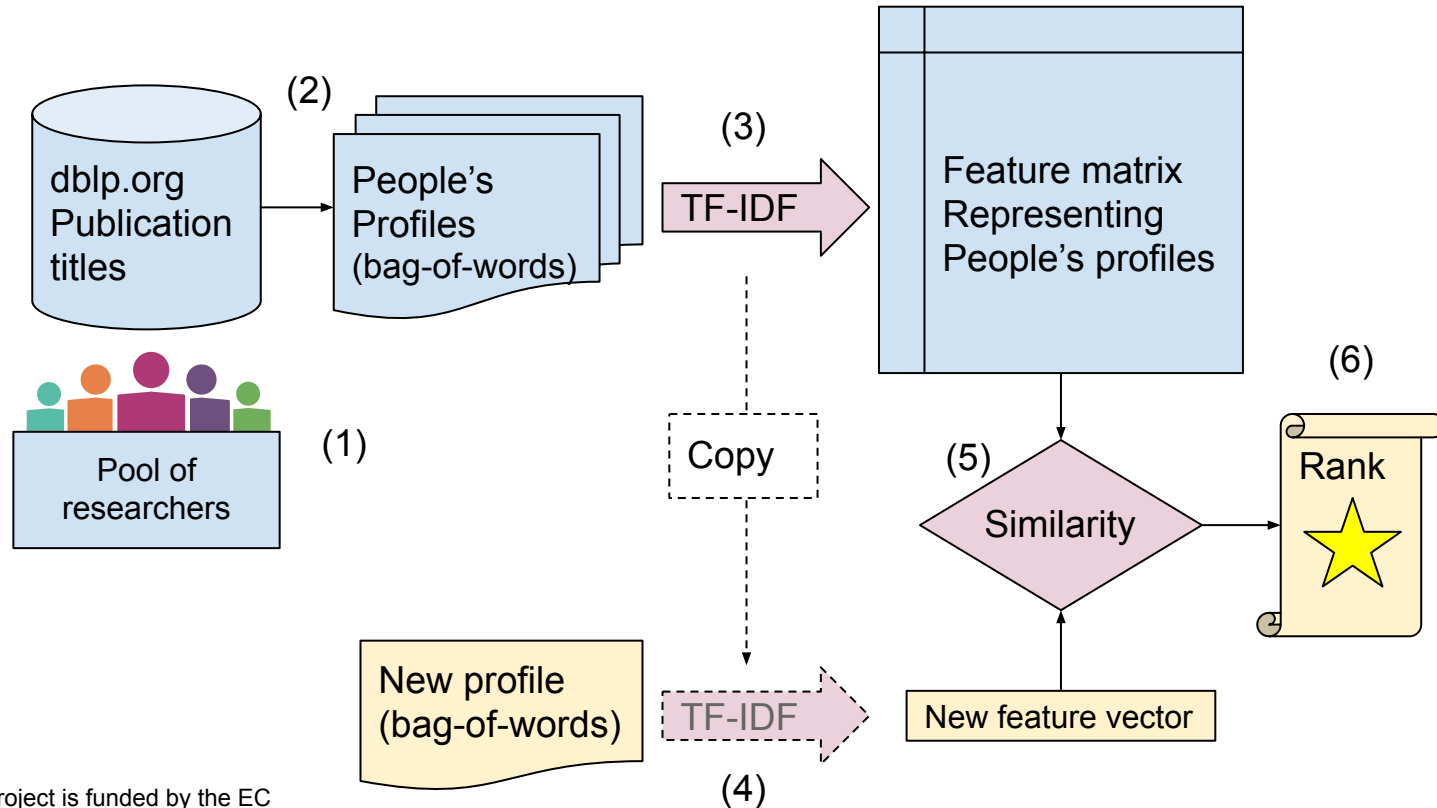 (2)
dblp.org
Publication
titles
People's
Profiles
(bag-of-words)
(3)
TF-IDF
Feature matrix
Representing
People's profiles
(1)
Pool of
researchers
Copy
(5)
Similarity
(6)
Rank
New profile
(bag-of-words)
TF-IDF
(4)
New feature vector
roject is funded by the EC